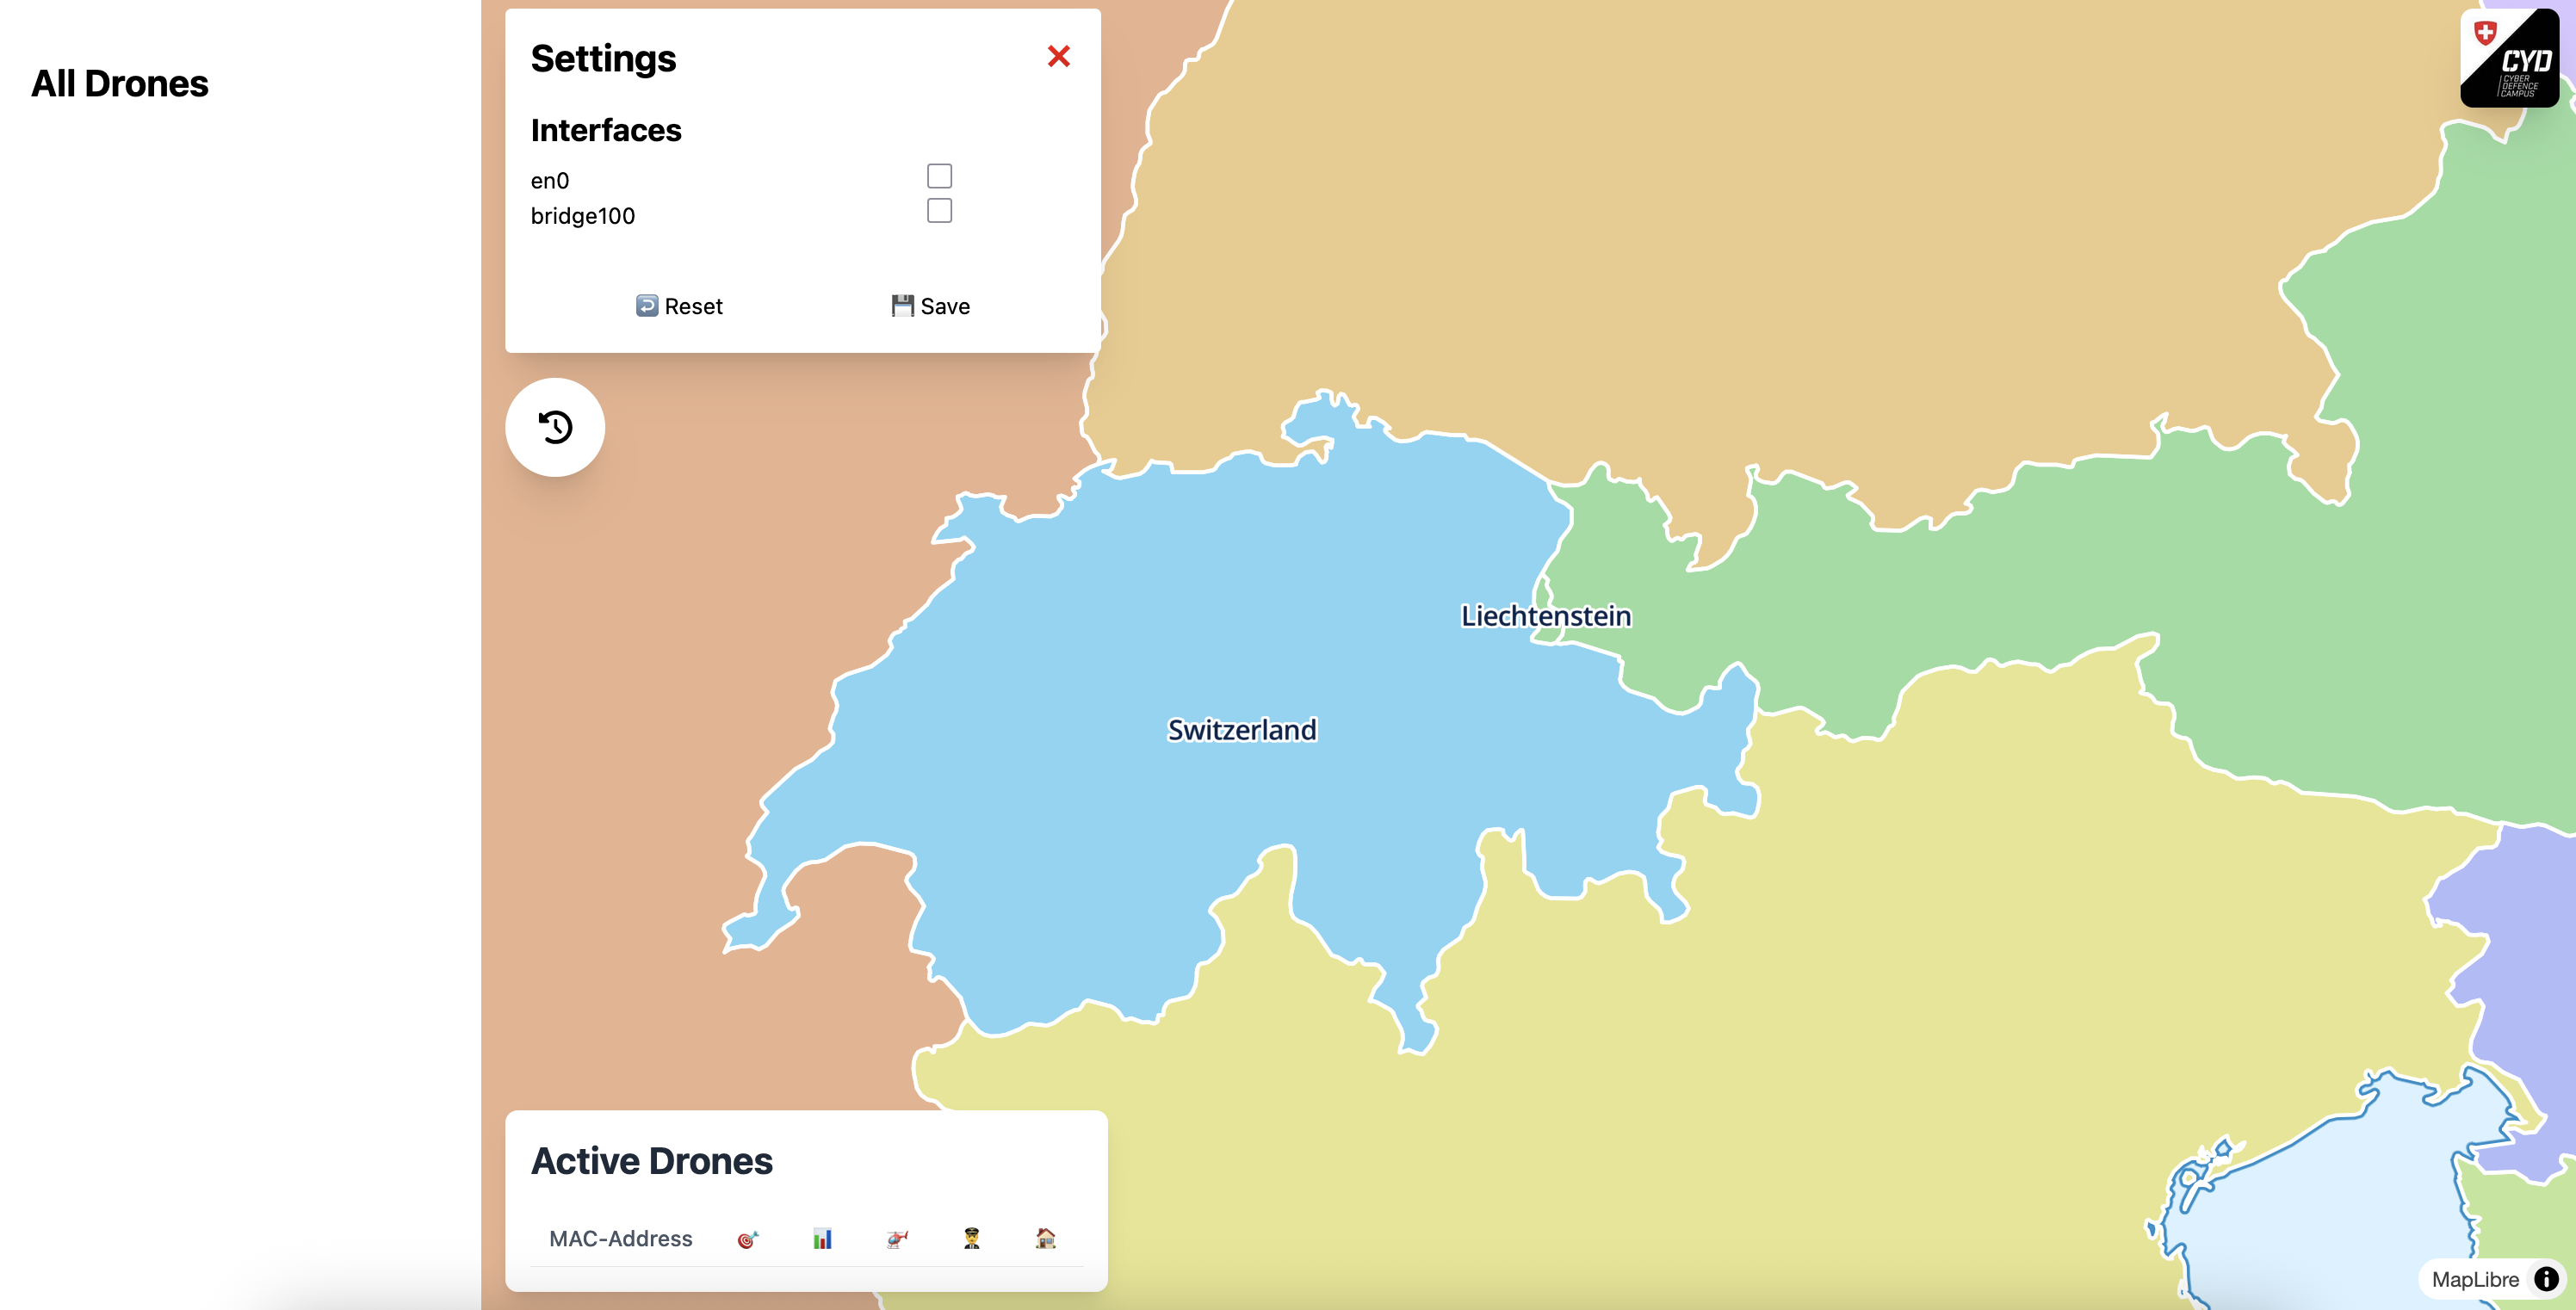 All Drones
Settings
Interfaces
en0
bridge100
Reset
Save
CYD
CYBER
DEFENCE
CAMPUS
Liechtenstein
Switzerland
Active Drones
MAC-Address
MapLibre